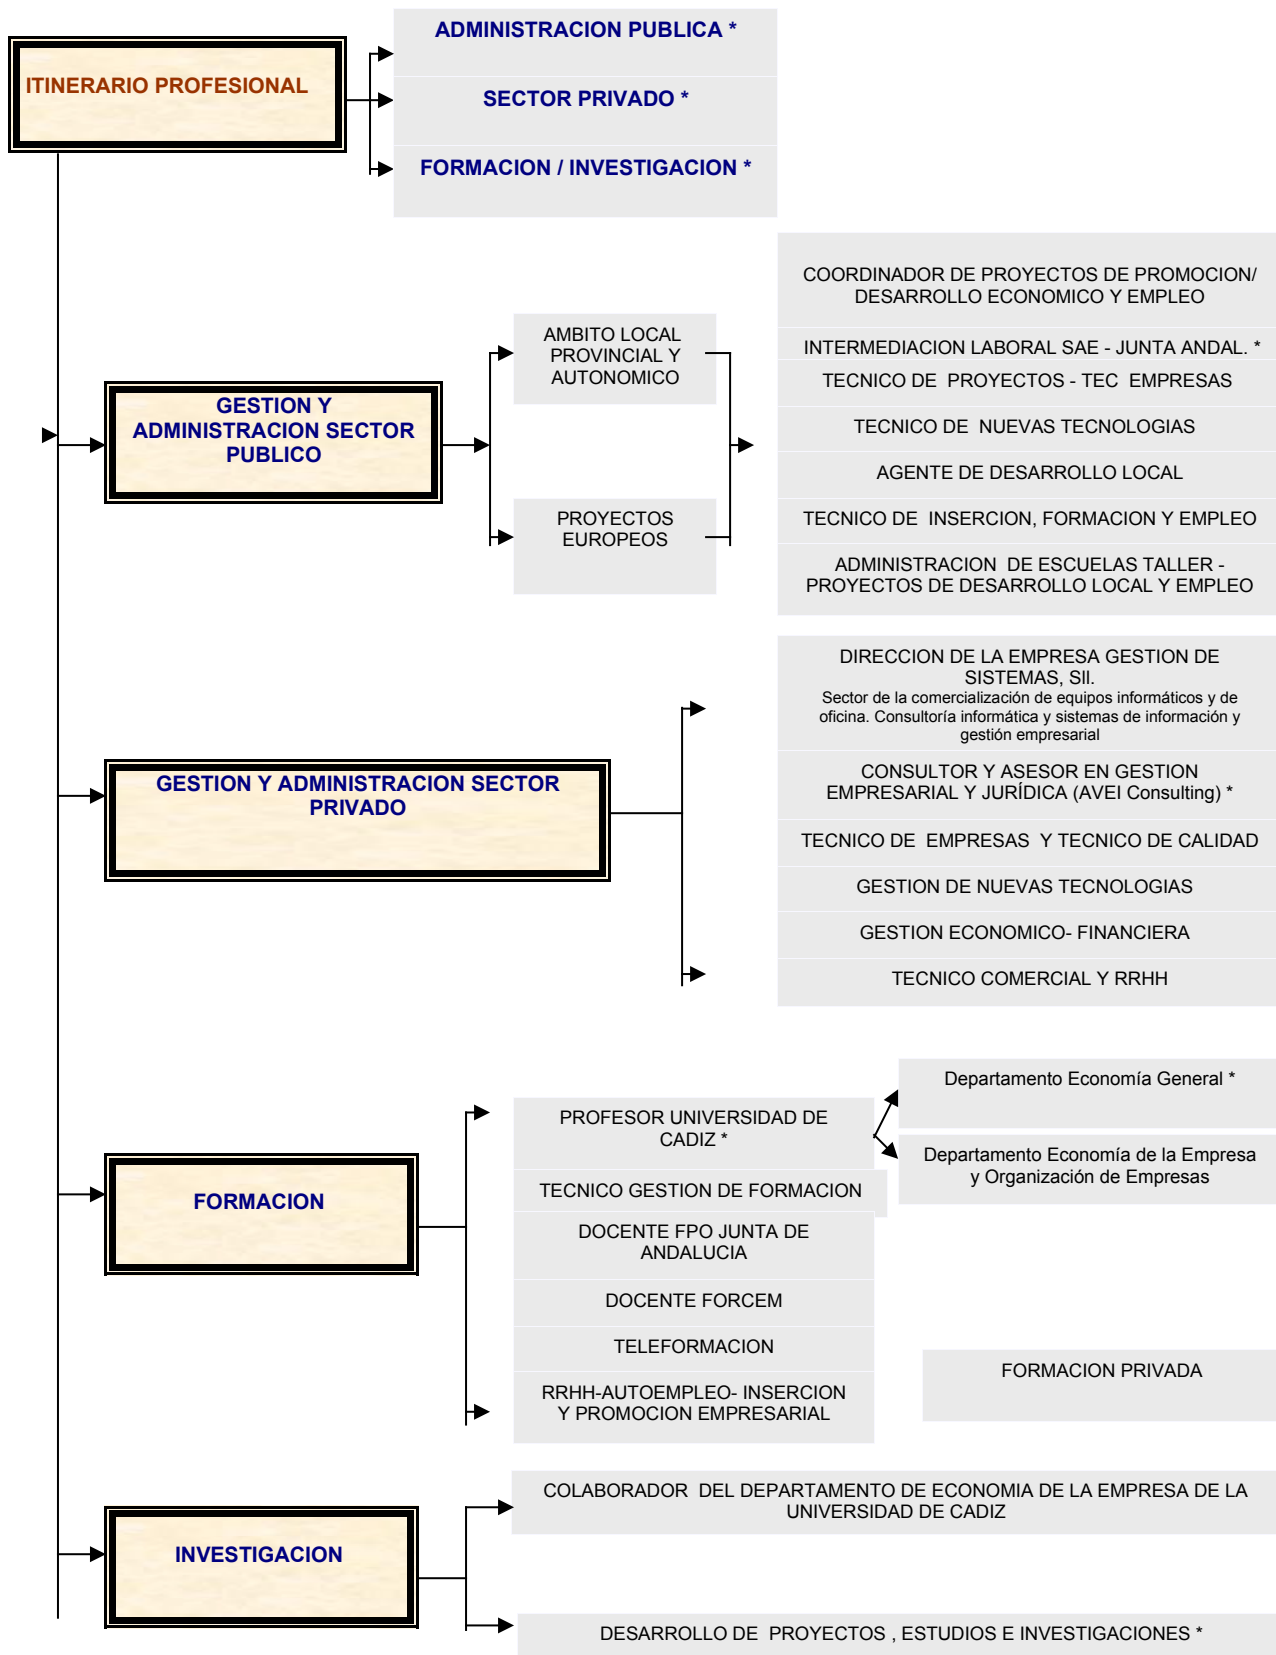 ITINERARIO PROFESIONAL
ADMINISTRACION PUBLICA *
SECTOR PRIVADO *
FORMACION / INVESTIGACION *
GESTION Y
ADMINISTRACION SECTOR
PUBLICO
AMBITO LOCAL
PROVINCIAL Y
AUTONOMICO
PROYECTOS
EUROPEOS
COORDINADOR DE PROYECTOS DE PROMOCION/
DESARROLLO ECONOMICO Y EMPLEO
INTERMEDIACION LABORAL SAE - JUNTA ANDAL. *
TECNICO DE PROYECTOS - TEC EMPRESAS
TECNICO DE NUEVAS TECNOLOGIAS
AGENTE DE DESARROLLO LOCAL
TECNICO DE INSERCION, FORMACION Y EMPLEO
ADMINISTRACION DE ESCUELAS TALLER -
PROYECTOS DE DESARROLLO LOCAL Y EMPLEO
GESTION Y ADMINISTRACION SECTOR
PRIVADO
DIRECCION DE LA EMPRESA GESTION DE
SISTEMAS, Sll.
Sector de la comercialización de equipos informáticos y de
oficina. Consultoría informática y sistemas de información y
gestión empresarial
CONSULTOR Y ASESOR EN GESTION
EMPRESARIAL Y JURÍDICA (AVEI Consulting) *
TECNICO DE EMPRESAS Y TECNICO DE CALIDAD
GESTION DE NUEVAS TECNOLOGIAS
GESTION ECONOMICO- FINANCIERA
TECNICO COMERCIAL Y RRHH
FORMACION
PROFESOR UNIVERSIDAD DE
CADIZ *
Departamento Economía General *
Departamento Economía de la Empresa
y Organización de Empresas
TECNICO GESTION DE FORMACION
DOCENTE FPO JUNTA DE
ANDALUCIA
DOCENTE FORCEM
TELEFORMACION
RRHH-AUTOEMPLEO- INSERCION
Y PROMOCION EMPRESARIAL
FORMACION PRIVADA
INVESTIGACION
COLABORADOR DEL DEPARTAMENTO DE ECONOMIA DE LA EMPRESA DE LA
UNIVERSIDAD DE CADIZ
DESARROLLO DE PROYECTOS , ESTUDIOS E INVESTIGACIONES *